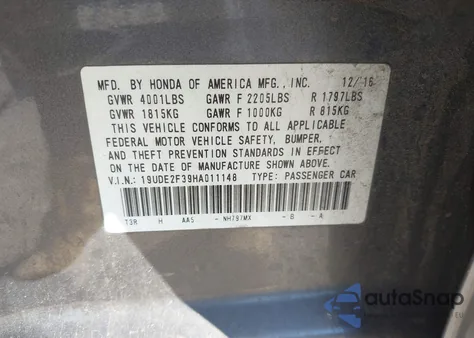 MFD. BY HONDA OF AMERICA MFG., INC. 12/16
GVWR 4001LBS GAWR F 2205LBS R 1797LBS
GVWR 1815KG GAWR F 1000KG R 815KG
THIS VEHICLE CONFORMS TO ALL APPLICABLE
FEDERAL MOTOR VEHICLE SAFETY, BUMPER,
AND THEFT PREVENTION STANDARDS IN EFFECT
ON THE DATE OF MANUFACTURE SHOWN ABOVE.
V.I.N.: 19UDE2F39HA011148 TYPE: PASSENGER CAR
T3R H AA5 - NH797MX - B - A
autoSnap